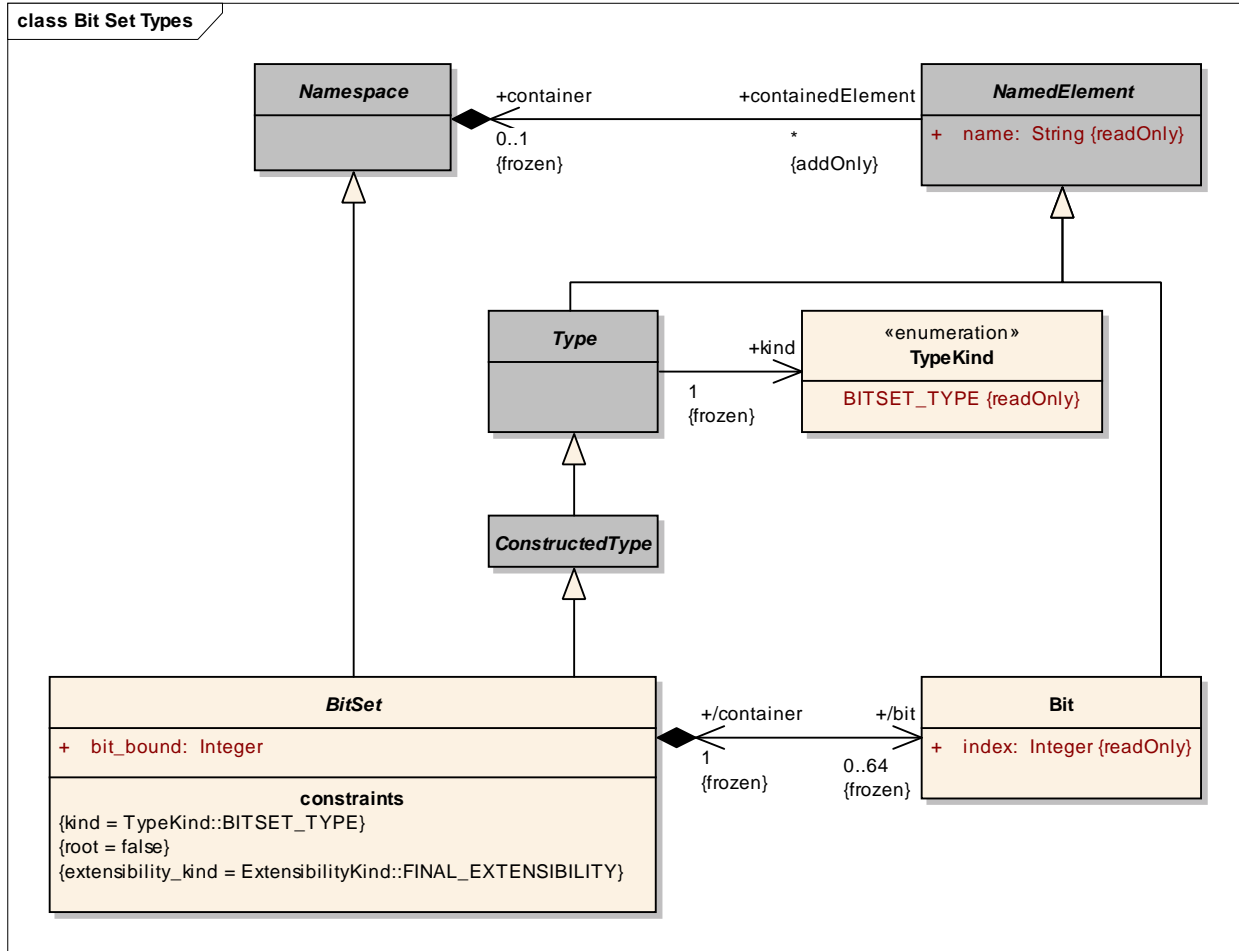 class Bit Set Types
Namespace
+container
+containedElement
0..1
{frozen}
*
{addOnly}
NamedElement
+ name: String {readOnly}
Type
+kind
1
{frozen}
«enumeration»
TypeKind
BITSET_TYPE {readOnly}
ConstructedType
BitSet
+ bit_bound: Integer
constraints
{kind = TypeKind::BITSET_TYPE}
{root = false}
{extensibility_kind = ExtensibilityKind::FINAL_EXTENSIBILITY}
+/container
+/bit
1
{frozen}
0..64
{frozen}
Bit
+ index: Integer {readOnly}